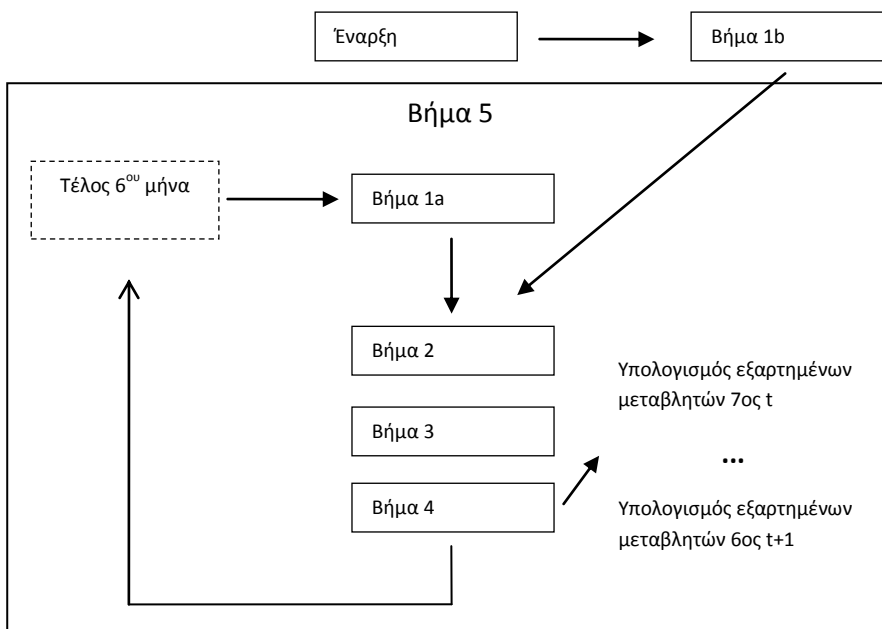 Έναρξη
Βήμα 1b
Βήμα 5
Τέλος 6ου μήνα
Βήμα 1a
Βήμα 2
Υπολογισμός εξαρτημένων
μεταβλητών 7ος t
Βήμα 3
...
Βήμα 4
Υπολογισμός εξαρτημένων
μεταβλητών 6ος t+1